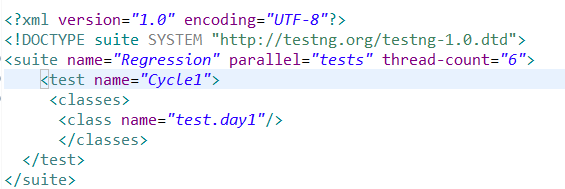 <?xml version="1.0" encoding="UTF-8"?>
<!DOCTYPE suite SYSTEM "http://testng.org/testng-1.0.dtd">
<suite name="Regression" parallel="tests" thread-count="6">
<test name="Cycle1">
<classes>
<class name="test.day1"/>
</classes>
</test>
</suite>